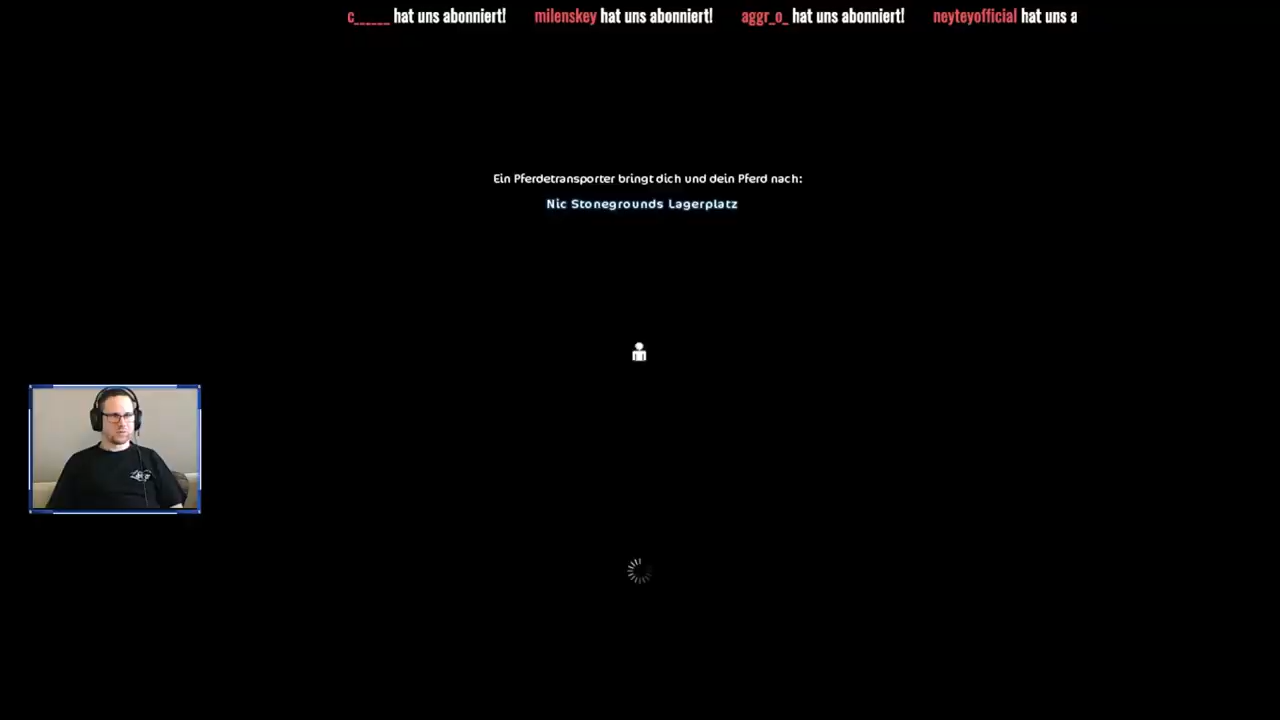 c______ hat uns abonniert! milenskey hat uns abonniert! aggr_o_ hat uns abonniert! neyteyofficial hat uns a
Ein Pferdetransporter bringt dich und dein Pferd nach:
Nic Stonegrounds Lagerplatz